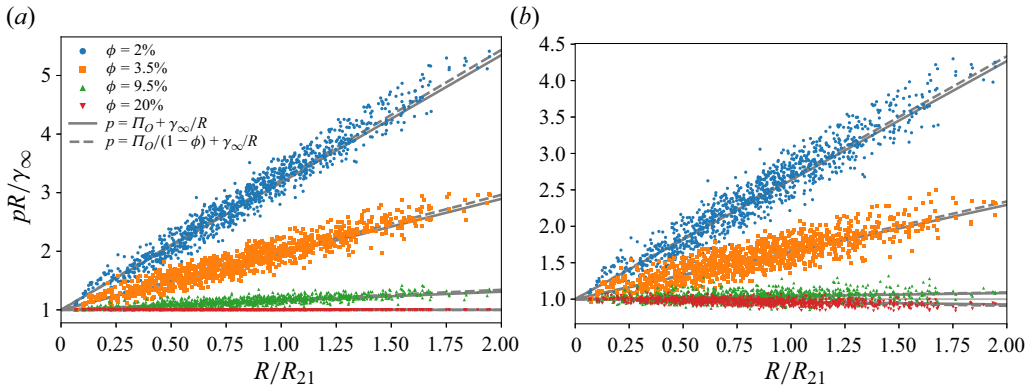 (a)
(b)
ϕ = 2%
ϕ = 3.5%
ϕ = 9.5%
ϕ = 20%
p = Π_O + γ_∞/R
p = Π_O/(1 − ϕ) + γ_∞/R
pR/γ_∞
5
4
3
2
1
0
0.25
0.50
0.75
1.00
1.25
1.50
1.75
2.00
R/R_21
4.5
4.0
3.5
3.0
2.5
2.0
1.5
1.0
0
0.25
0.50
0.75
1.00
1.25
1.50
1.75
2.00
R/R_21